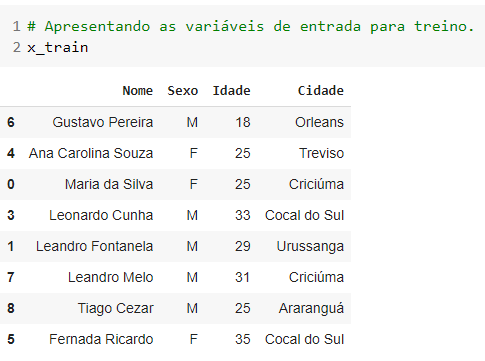 1 # Apresentando as variáveis de entrada para treino.
2 x_train
Nome Sexo Idade Cidade
6 Gustavo Pereira M 18 Orleans
4 Ana Carolina Souza F 25 Treviso
0 Maria da Silva F 25 Criciúma
3 Leonardo Cunha M 33 Cocal do Sul
1 Leandro Fontanela M 29 Urussanga
7 Leandro Melo M 31 Criciúma
8 Tiago Cezar M 25 Araranguá
5 Fernada Ricardo F 35 Cocal do Sul